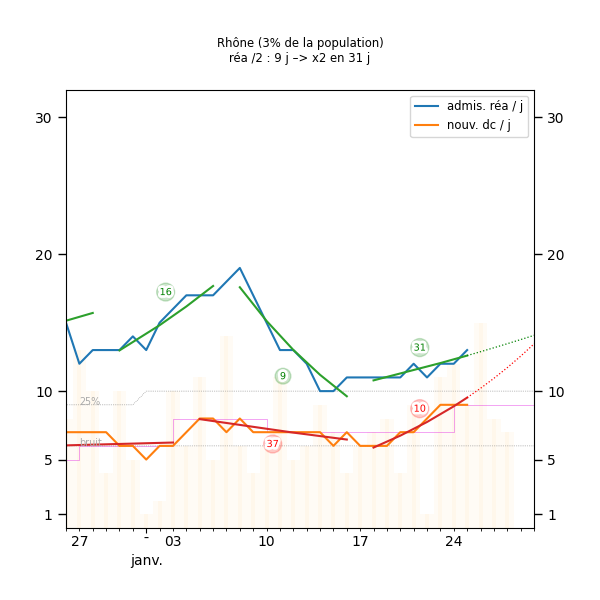 Rhône (3% de la population)
réa /2 : 9 j –> x2 en 31 j
admis. réa / j
nouv. dc / j
30 30
20 20
16
31
9
10 10
25%
10
bruit
37
5 5
1 1
27 - 03 10 17 24
janv.